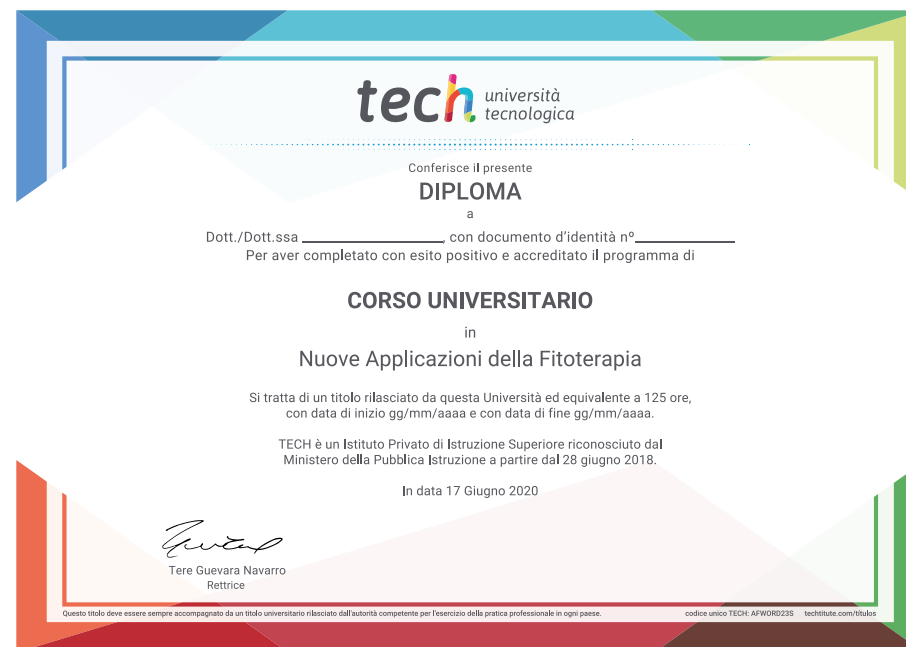 tech università
tecnologica
Conferisce il presente
DIPLOMA
a
Dott./Dott.ssa ____________________, con documento d'identità nº______________
Per aver completato con esito positivo e accreditato il programma di
CORSO UNIVERSITARIO
in
Nuove Applicazioni della Fitoterapia
Si tratta di un titolo rilasciato da questa Università ed equivalente a 125 ore,
con data di inizio gg/mm/aaaa e con data di fine gg/mm/aaaa.
TECH è un Istituto Privato di Istruzione Superiore riconosciuto dal
Ministero della Pubblica Istruzione a partire dal 28 giugno 2018.
In data 17 Giugno 2020
Tere Guevara Navarro
Rettrice
Questo titolo deve essere sempre accompagnato da un titolo universitario rilasciato dall'autorità competente per l'esercizio della pratica professionale in ogni paese. codice unico TECH: AFWORD23S techtitute.com/títulos